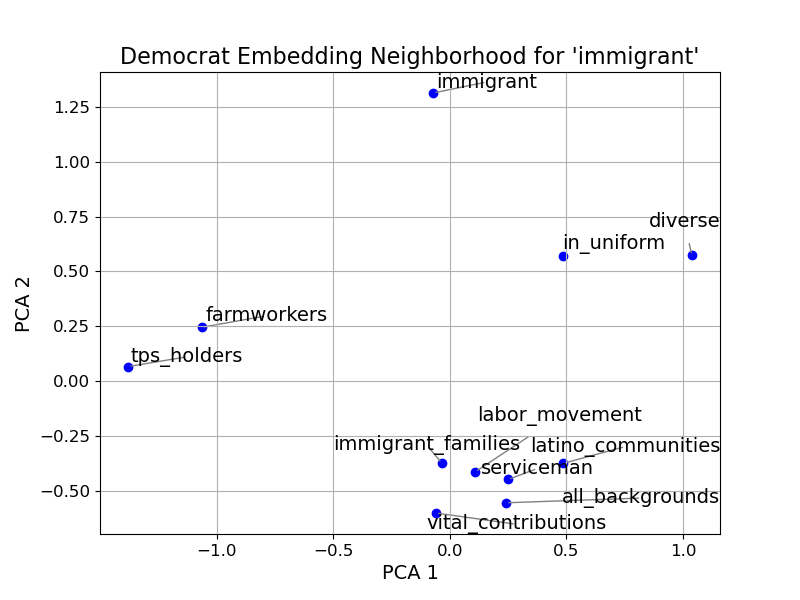 Democrat Embedding Neighborhood for 'immigrant'
immigrant
1.25
1.00
diverse
0.75
in_uniform
0.50
farmworkers
0.25
tps_holders
0.00
PCA 2
labor_movement
−0.25
immigrant_families
latino_communities
serviceman
−0.50
all_backgrounds
vital_contributions
−1.0 −0.5 0.0 0.5 1.0
PCA 1